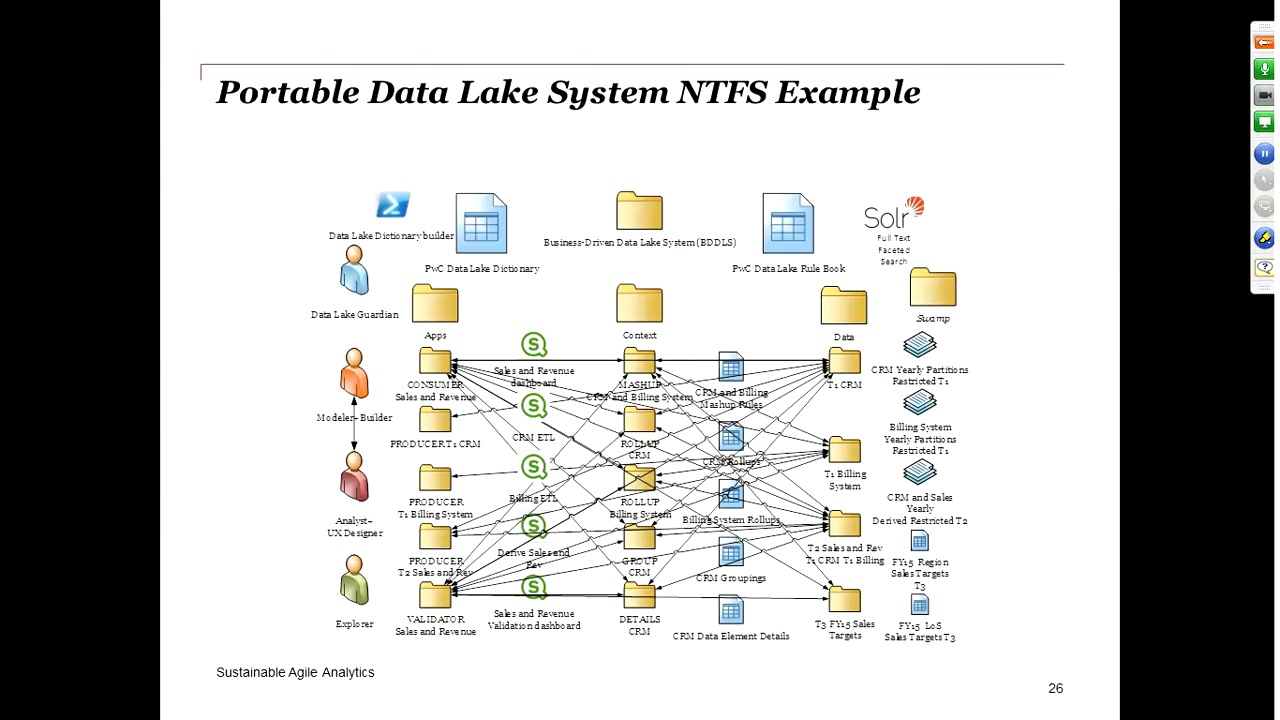 Portable Data Lake System NTFS Example
Data Lake Dictionary builder
PwC Data Lake Dictionary
Business-Driven Data Lake System (BDDLS)
PwC Data Lake Rule Book
Solr
Full Text
Faceted
Search
Data Lake Guardian
Apps
Context
Data
Swamp
CONSUMER
Sales and Revenue
Sales and Revenue
dashboard
MASHUP
CRM and Billing System
CRM and Billing
Mashup Rules
T1 CRM
CRM Yearly Partitions
Restricted T1
Modeler–Builder
PRODUCER T1 CRM
CRM ETL
ROLLUP
CRM
CRM Rollups
Billing System
Yearly Partitions
Restricted T1
T1 Billing
System
PRODUCER
T1 Billing System
Billing ETL
ROLLUP
Billing System
Billing System Rollups
CRM and Sales
Yearly
Derived Restricted T2
Analyst–
UX Designer
PRODUCER
T2 Sales and Rev
Derive Sales and
Rev
GROUP
CRM
CRM Groupings
T2 Sales and Rev
T1 CRM T1 Billing
FY15 Region
Sales Targets
T3
Explorer
VALIDATOR
Sales and Revenue
Sales and Revenue
Validation dashboard
DETAILS
CRM
CRM Data Element Details
T3 FY15 Sales
Targets
FY15 LoS
Sales Targets T3
Sustainable Agile Analytics
26